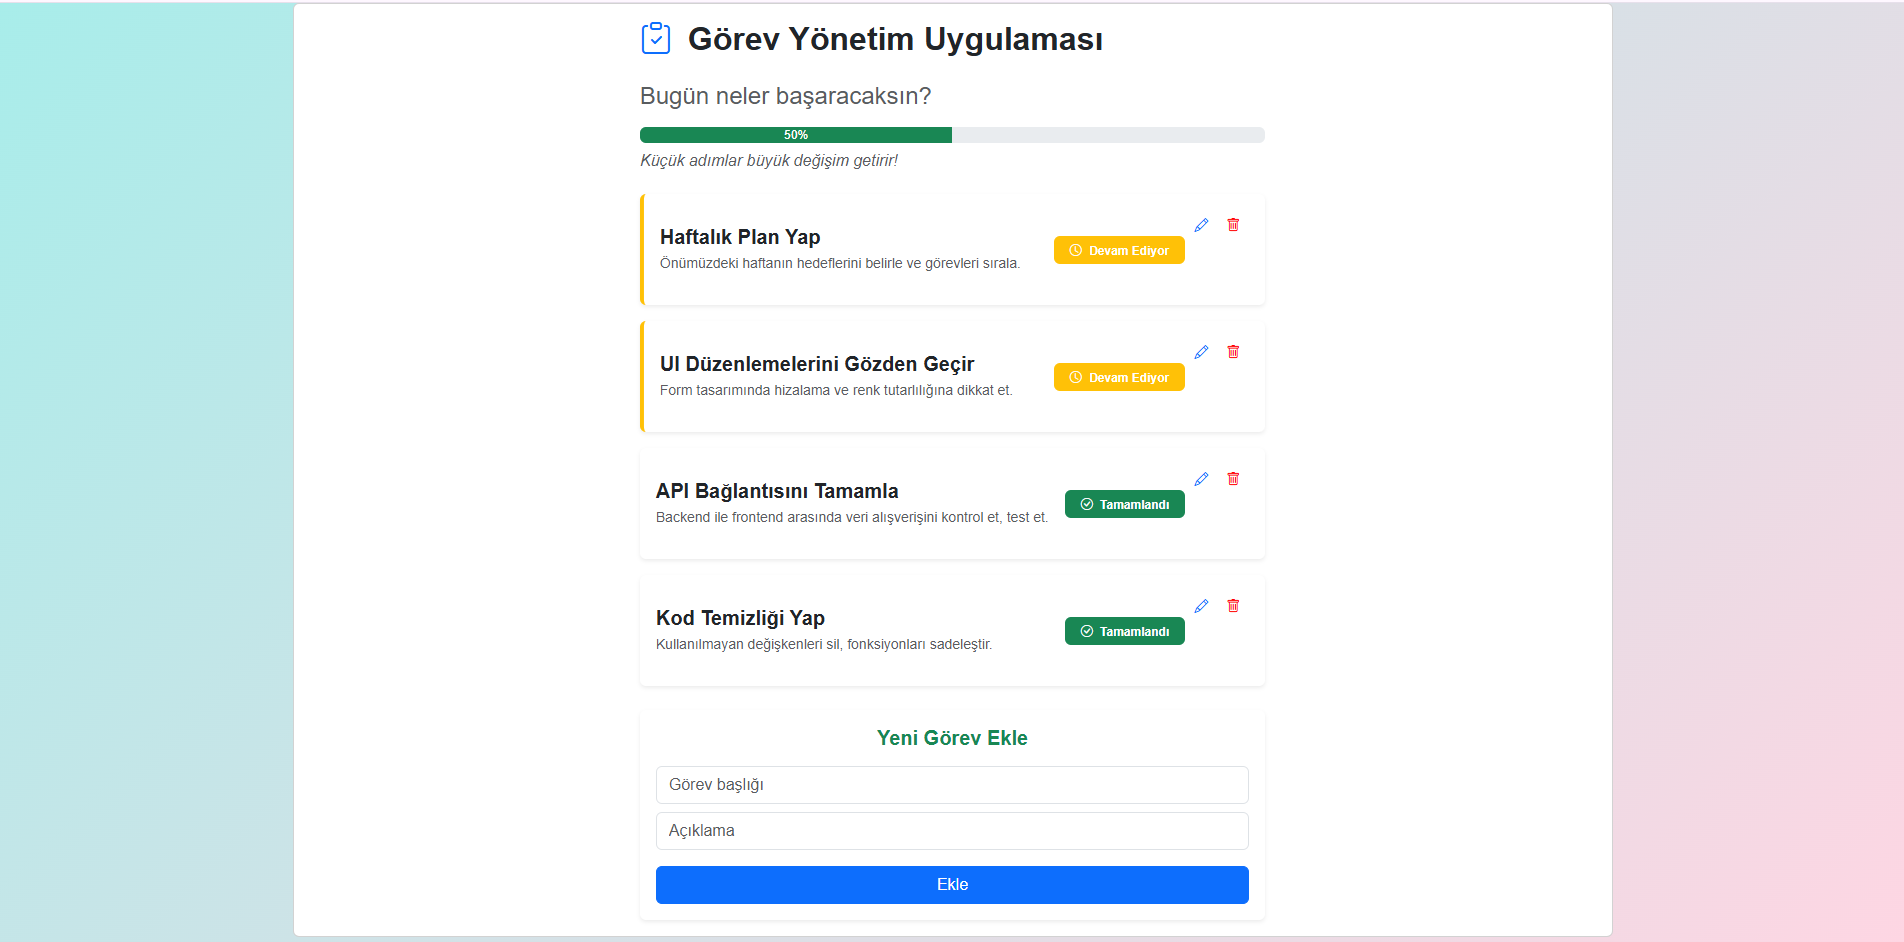 Görev Yönetim Uygulaması
Bugün neler başaracaksın?
50%
Küçük adımlar büyük değişim getirir!
Haftalık Plan Yap
Önümüzdeki haftanın hedeflerini belirle ve görevleri sırala.
Devam Ediyor
UI Düzenlemelerini Gözden Geçir
Form tasarımında hizalama ve renk tutarlılığına dikkat et.
Devam Ediyor
API Bağlantısını Tamamla
Backend ile frontend arasında veri alışverişini kontrol et, test et.
Tamamlandı
Kod Temizliği Yap
Kullanılmayan değişkenleri sil, fonksiyonları sadeleştir.
Tamamlandı
Yeni Görev Ekle
Görev başlığı
Açıklama
Ekle